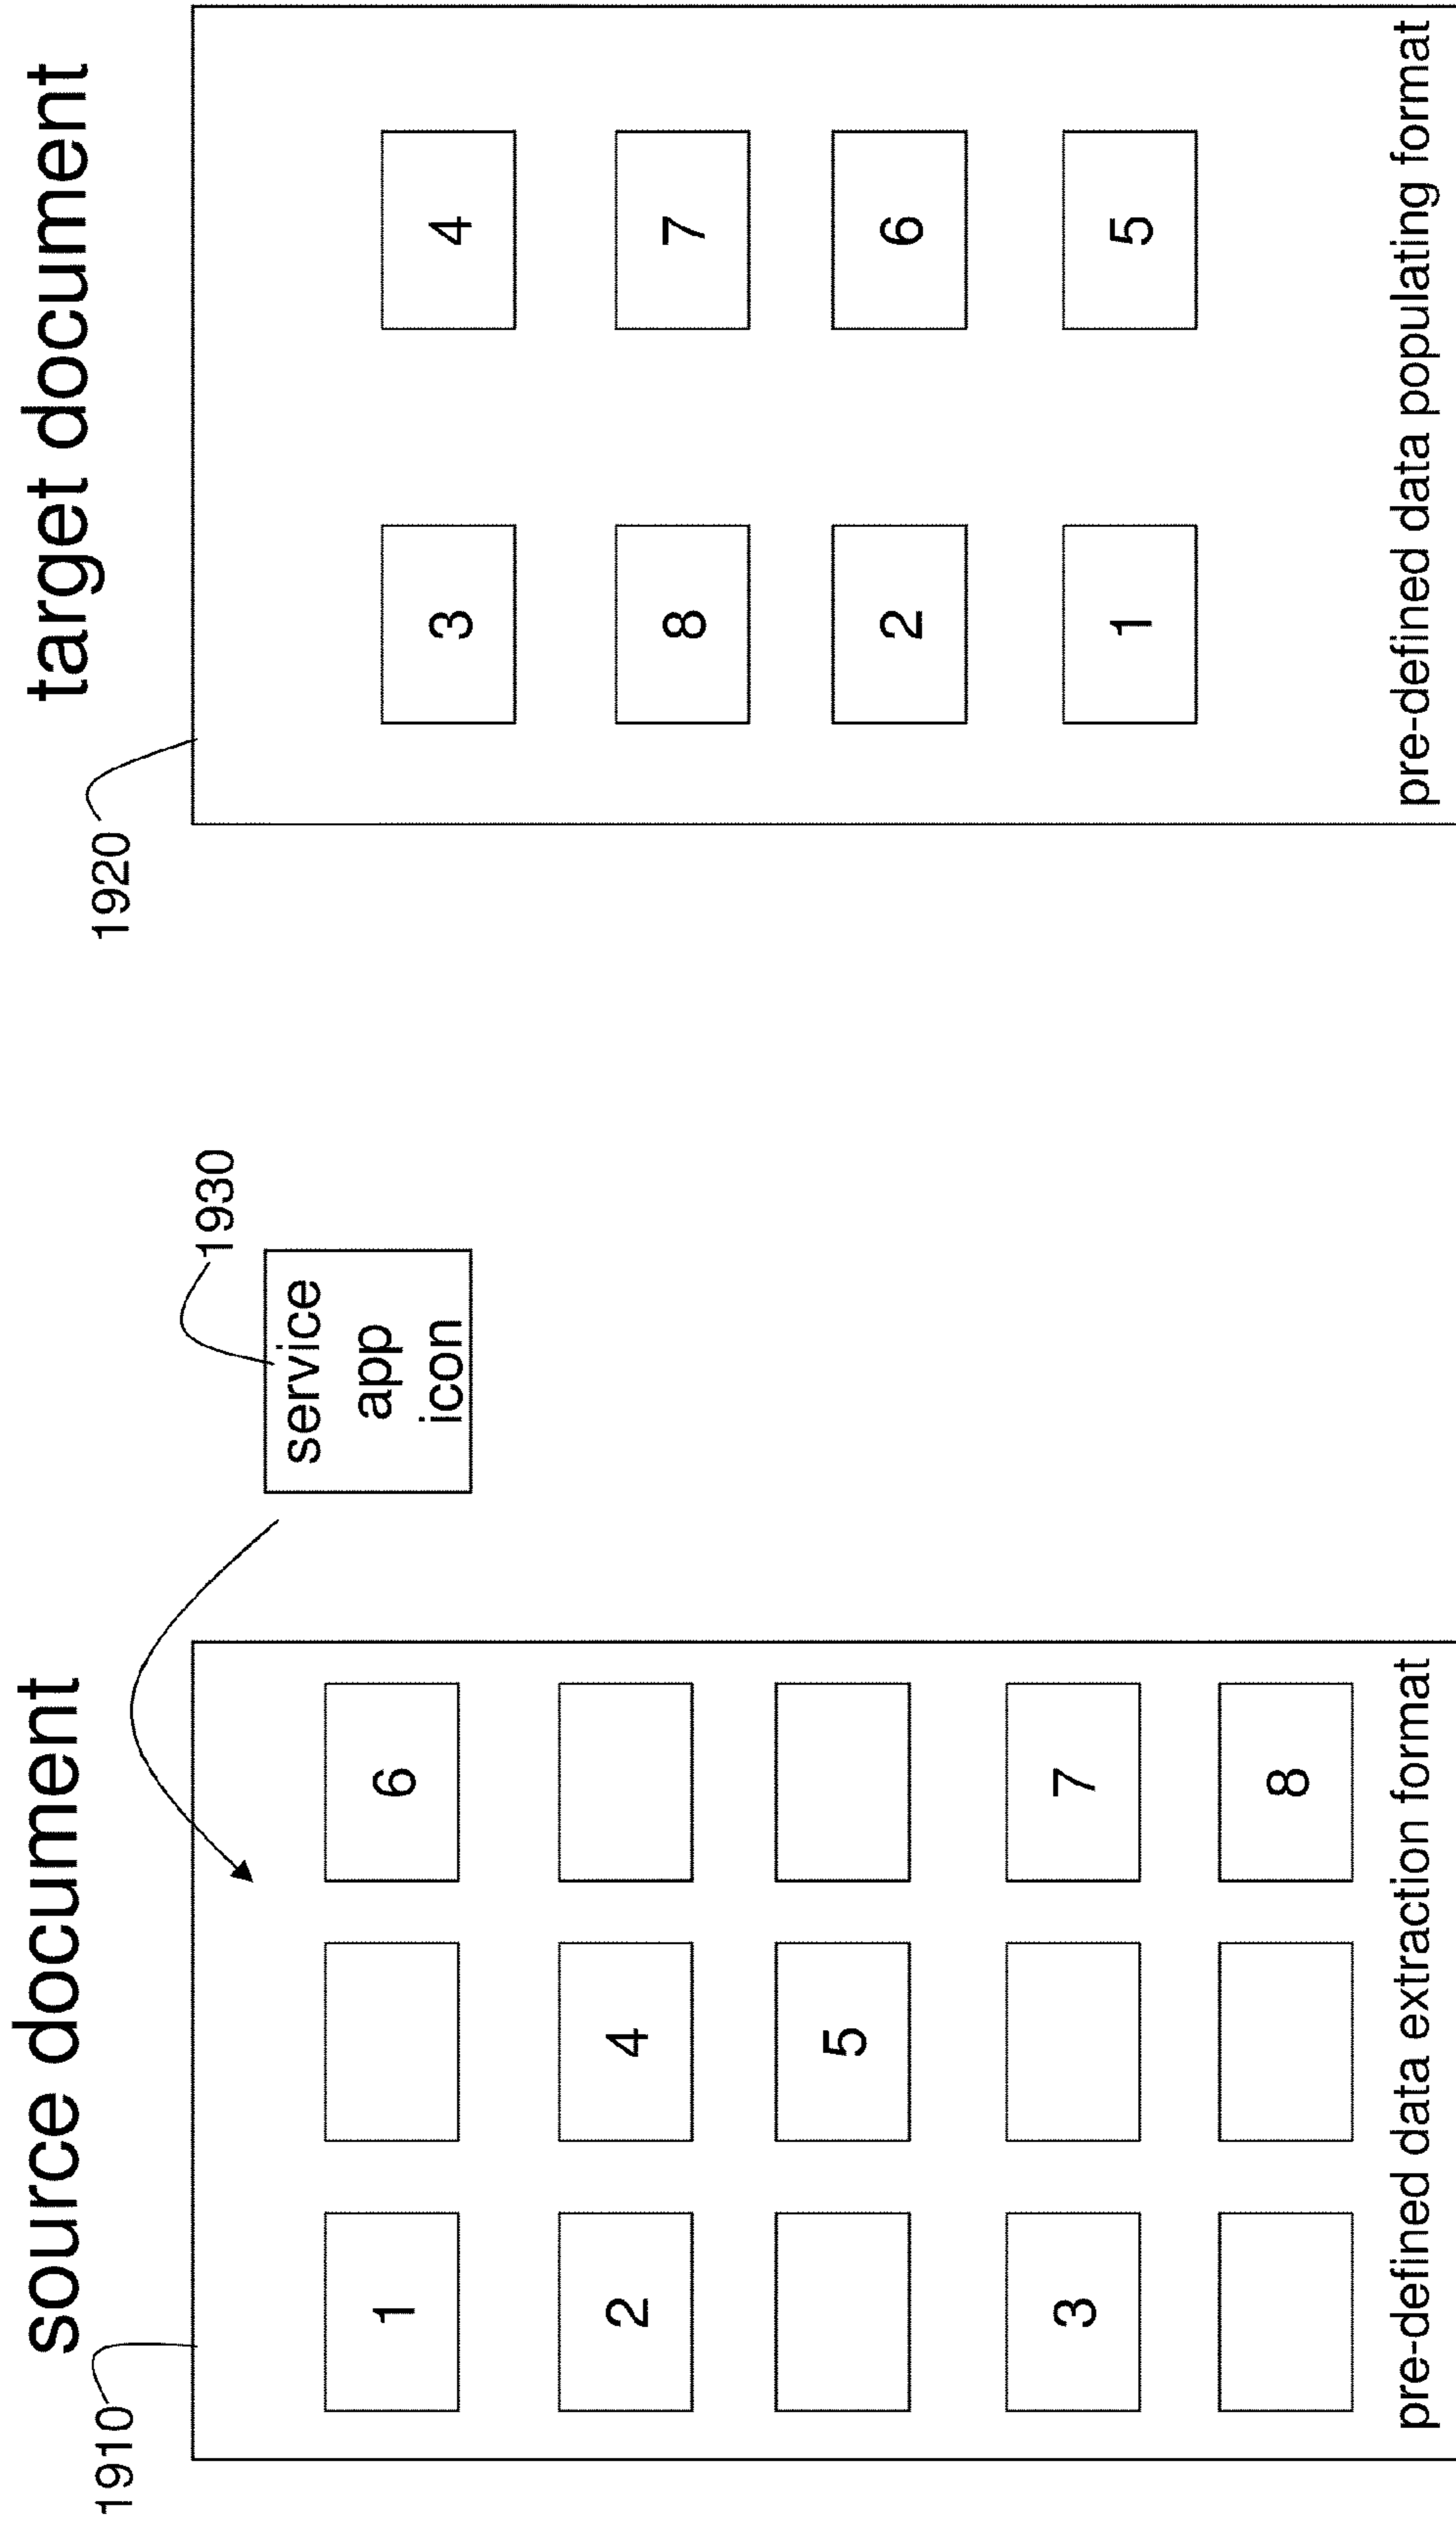 source document
1910
1
6
2
4
5
3
7
8
pre-defined data extraction format
1930
service
app
icon
target document
1920
3
4
8
7
2
6
1
5
pre-defined data populating format